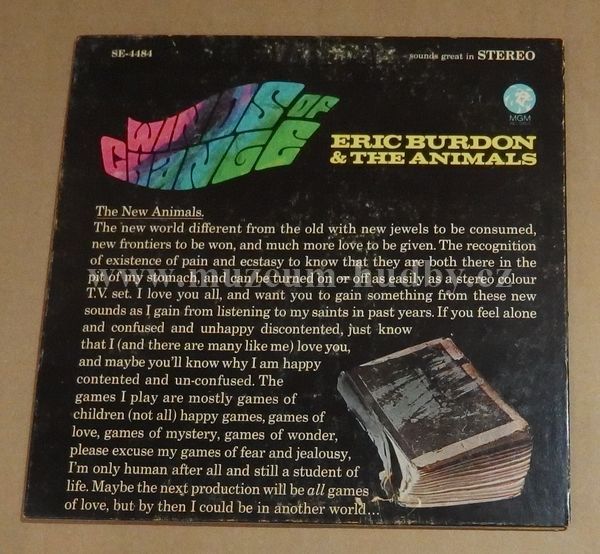 SE-4484
sounds great in STEREO
WINDS OF CHANGE
MGM
ERIC BURDON
& THE ANIMALS
The New Animals.
The new world different from the old with new jewels to be consumed,
new frontiers to be won, and much more love to be given. The recognition
of existence of pain and ecstasy to know that they are both there in the
pit of my stomach and can be turned on or off as easily as a stereo colour
T.V. set. I love you all, and want you to gain something from these new
sounds as I gain from listening to my saints in past years. If you feel alone
and confused and unhappy discontented, just know
that I (and there are many like me) love you,
and maybe you'll know why I am happy
contented and un-confused. The
games I play are mostly games of
children (not all) happy games, games of
love, games of mystery, games of wonder,
please excuse my games of fear and jealousy,
I'm only human after all and still a student of
life. Maybe the next production will be all games
of love, but by then I could be in another world...
www.muzeum-hudby.cz